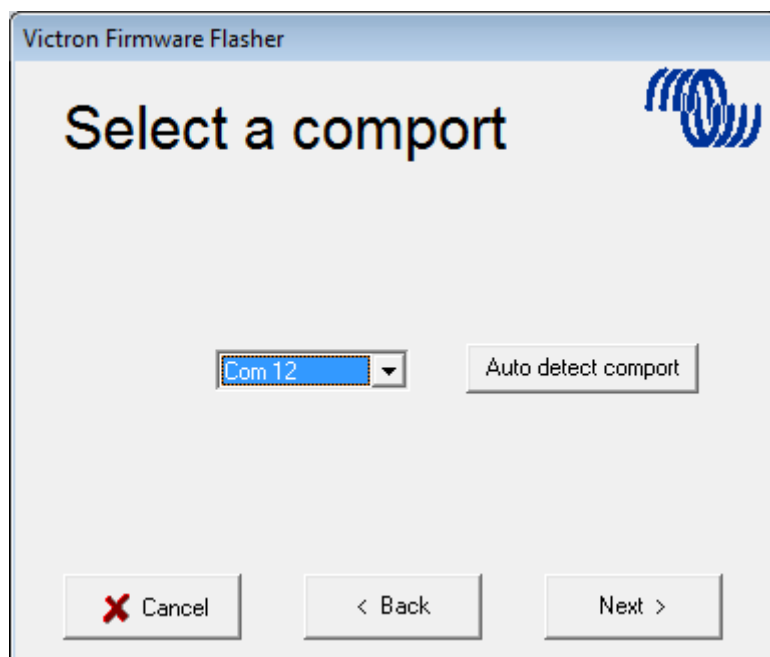 Victron Firmware Flasher
Select a comport
Com 12
Auto detect comport
Cancel
< Back
Next >